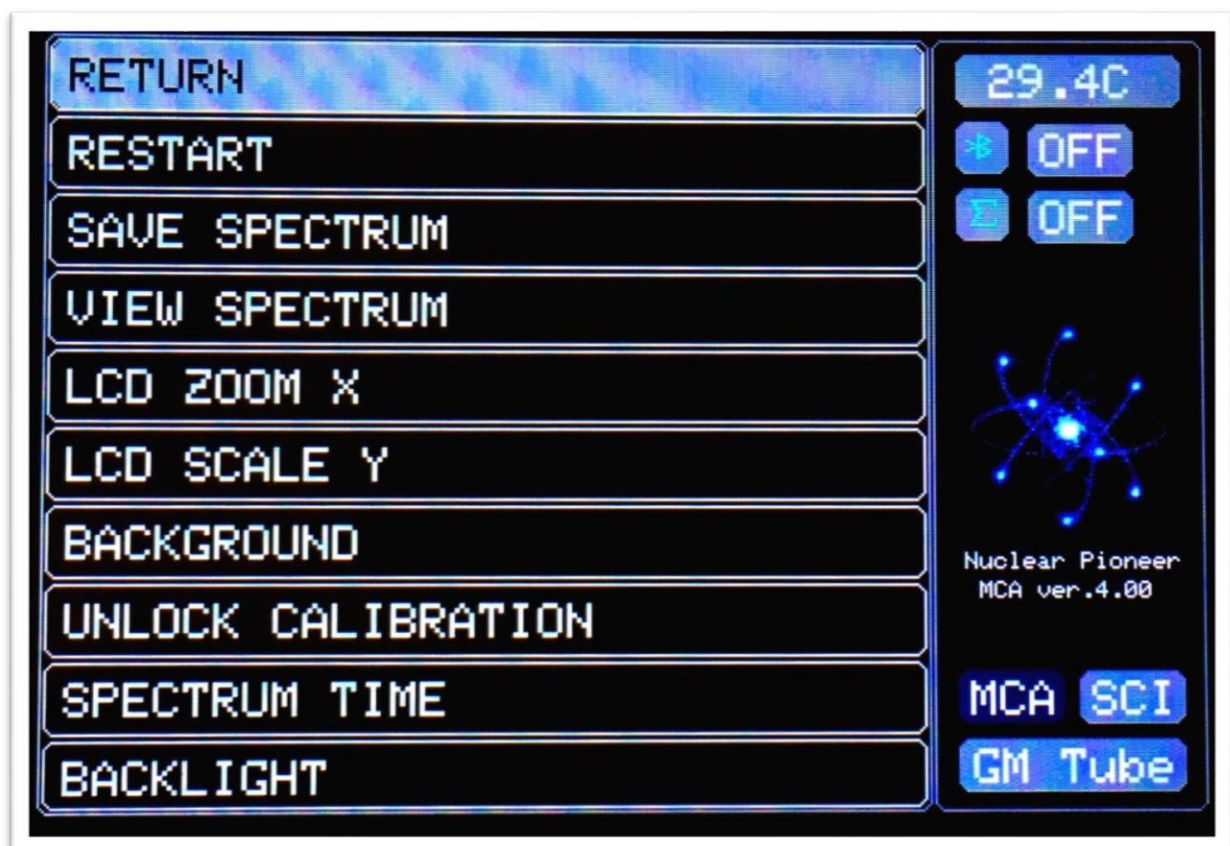 RETURN
RESTART
SAVE SPECTRUM
VIEW SPECTRUM
LCD ZOOM X
LCD SCALE Y
BACKGROUND
UNLOCK CALIBRATION
SPECTRUM TIME
BACKLIGHT
29.4C
OFF
Σ OFF
Nuclear Pioneer
MCA ver.4.00
MCA SCI
GM Tube